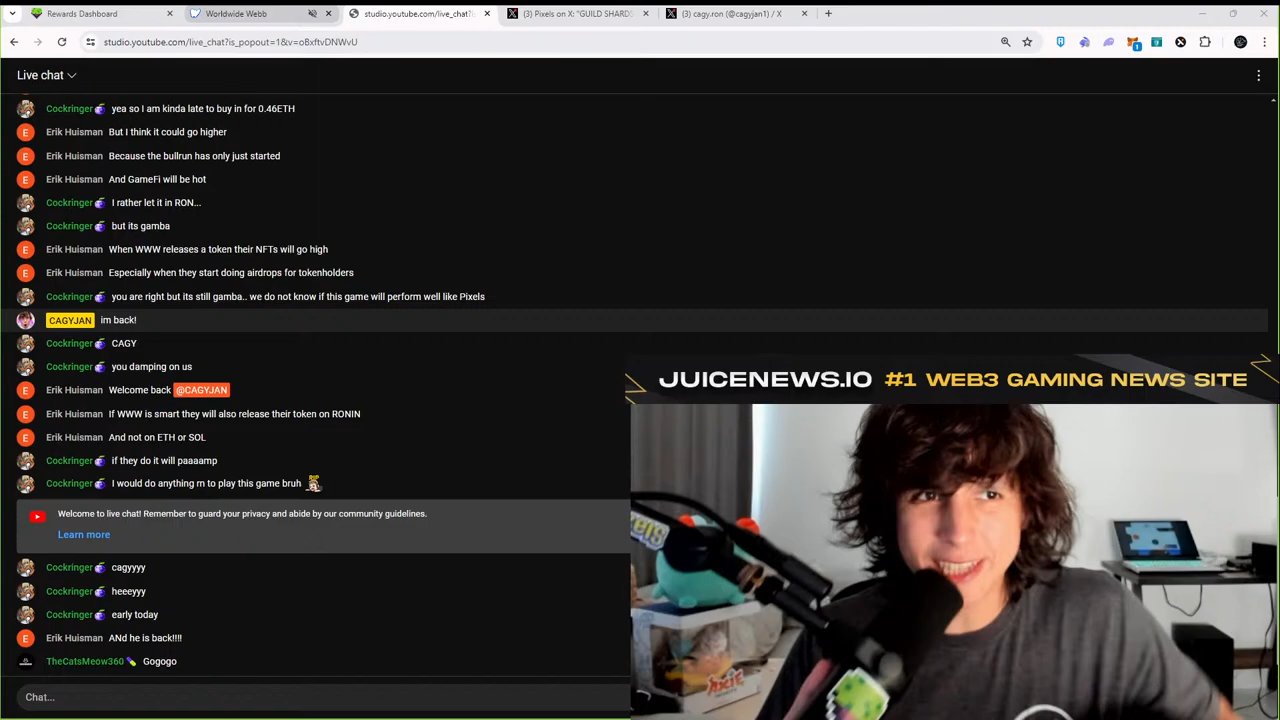 Rewards Dashboard
Worldwide Webb
studio.youtube.com/live_chat?is
(3) Pixels on X: "GUILD SHARDS
(3) cagy.ron (@cagyjan1) / X
studio.youtube.com/live_chat?is_popout=1&v=oBxftvDNWvU
1
Live chat
Cockringer yea so I am kinda late to buy in for 0.46ETH
E Erik Huisman But I think it could go higher
E Erik Huisman Because the bullrun has only just started
E Erik Huisman And GameFi will be hot
Cockringer I rather let it in RON...
Cockringer but its gamba
E Erik Huisman When WWW releases a token their NFTs will go high
E Erik Huisman Especially when they start doing airdrops for tokenholders
Cockringer you are right but its still gamba.. we do not know if this game will perform well like Pixels
CAGYJAN im back!
Cockringer CAGY
Cockringer you damping on us
E Erik Huisman Welcome back @CAGYJAN
E Erik Huisman If WWW is smart they will also release their token on RONIN
E Erik Huisman And not on ETH or SOL
Cockringer if they do it will paaaamp
Cockringer I would do anything rn to play this game bruh
Welcome to live chat! Remember to guard your privacy and abide by our community guidelines.
Learn more
Cockringer cagyyyy
Cockringer heeeyyy
Cockringer early today
E Erik Huisman ANd he is back!!!!
TheCatsMeow360 Gogogo
Chat...
JUICENEWS.IO #1 WEB3 GAMING NEWS SITE
AXIE